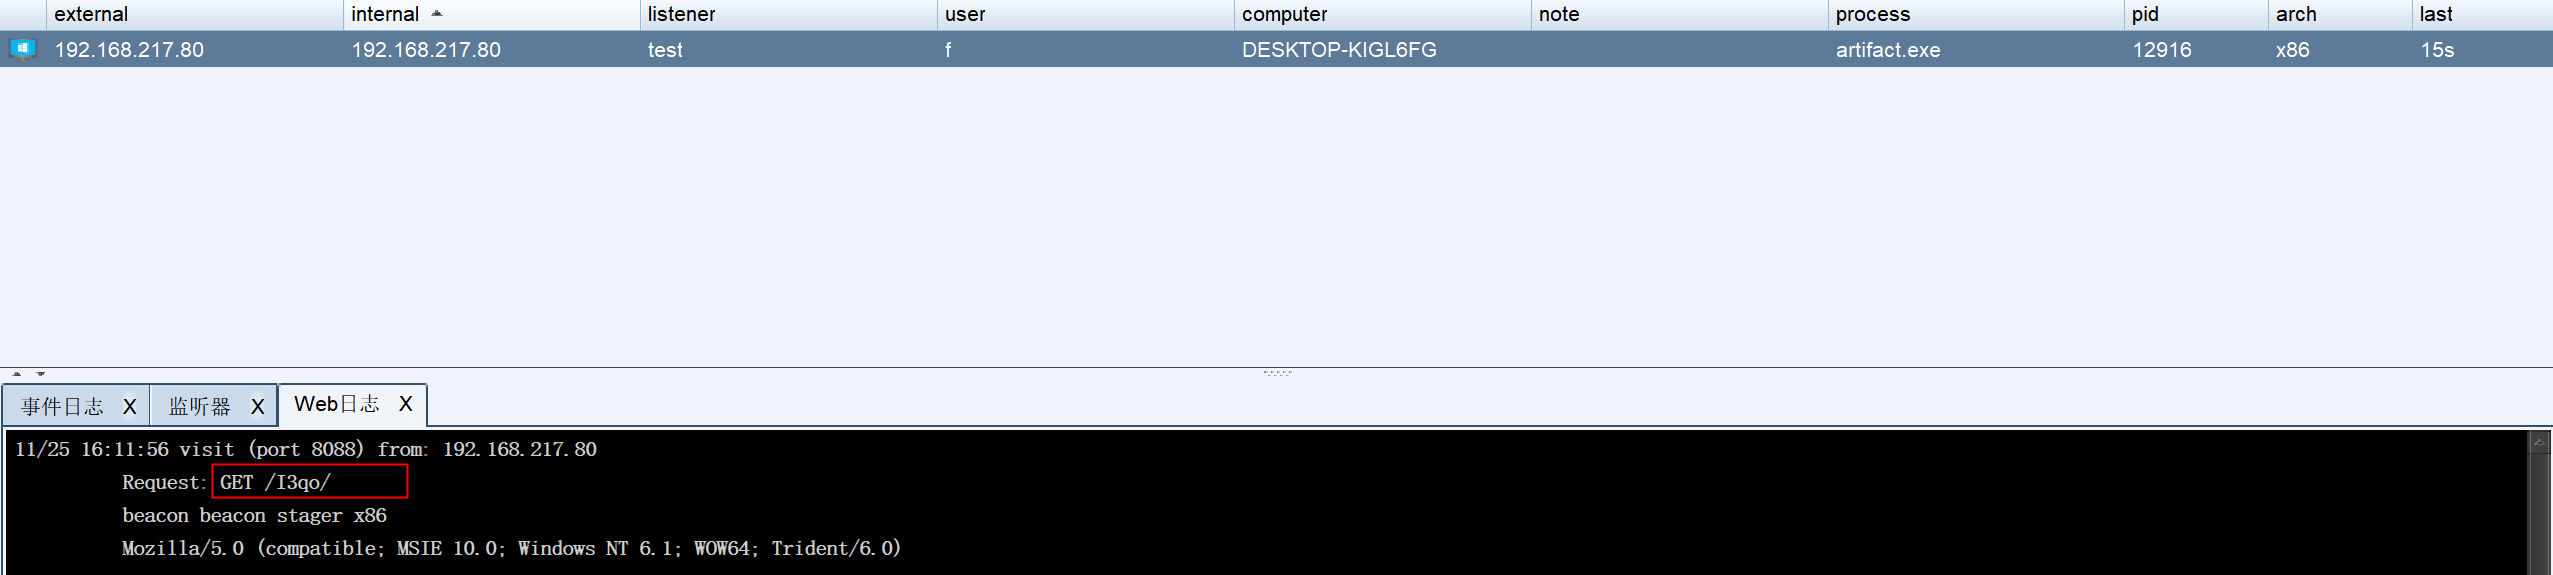 external internal listener user computer note process pid arch last
192.168.217.80 192.168.217.80 test f DESKTOP-KIGL6FG artifact.exe 12916 x86 15s
事件日志 X 监听器 X Web日志 X
11/25 16:11:56 visit (port 8088) from: 192.168.217.80
Request: GET /I3qo/
beacon beacon stager x86
Mozilla/5.0 (compatible; MSIE 10.0; Windows NT 6.1; WOW64; Trident/6.0)